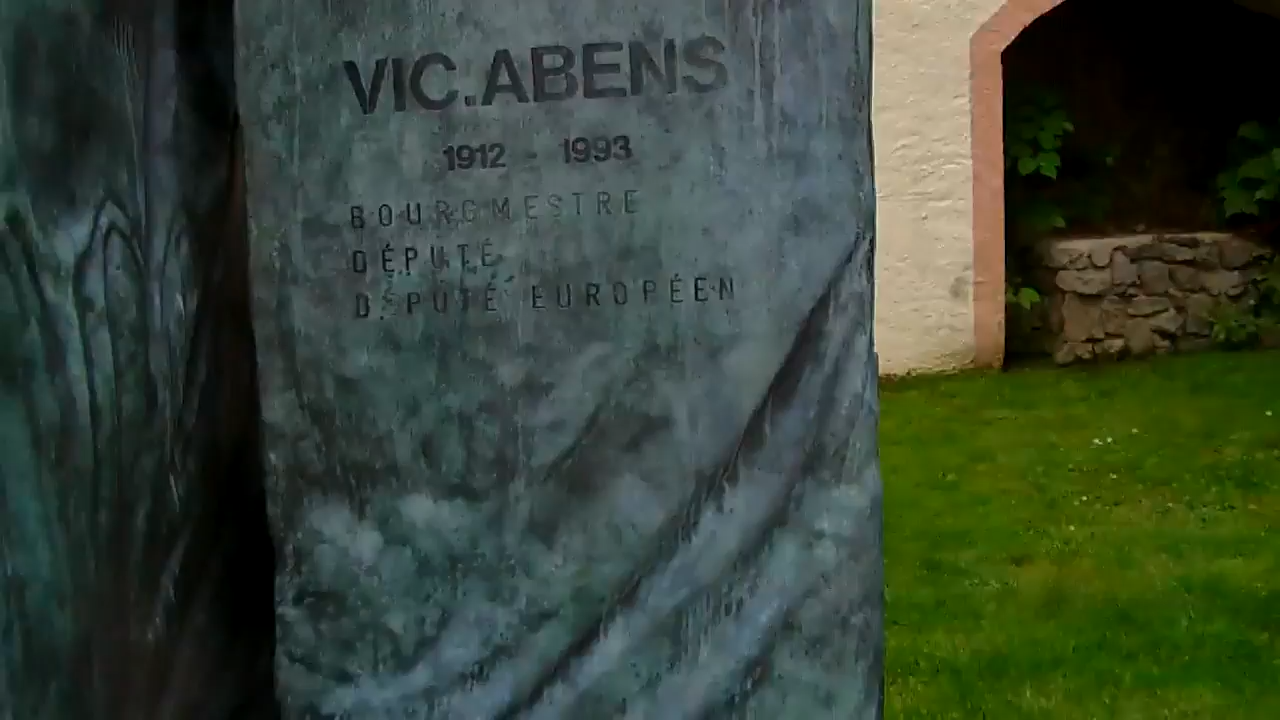 VIC.ABENS
1912 - 1993
BOURGMESTRE
DÉPUTÉ
DÉPUTÉ EUROPÉEN